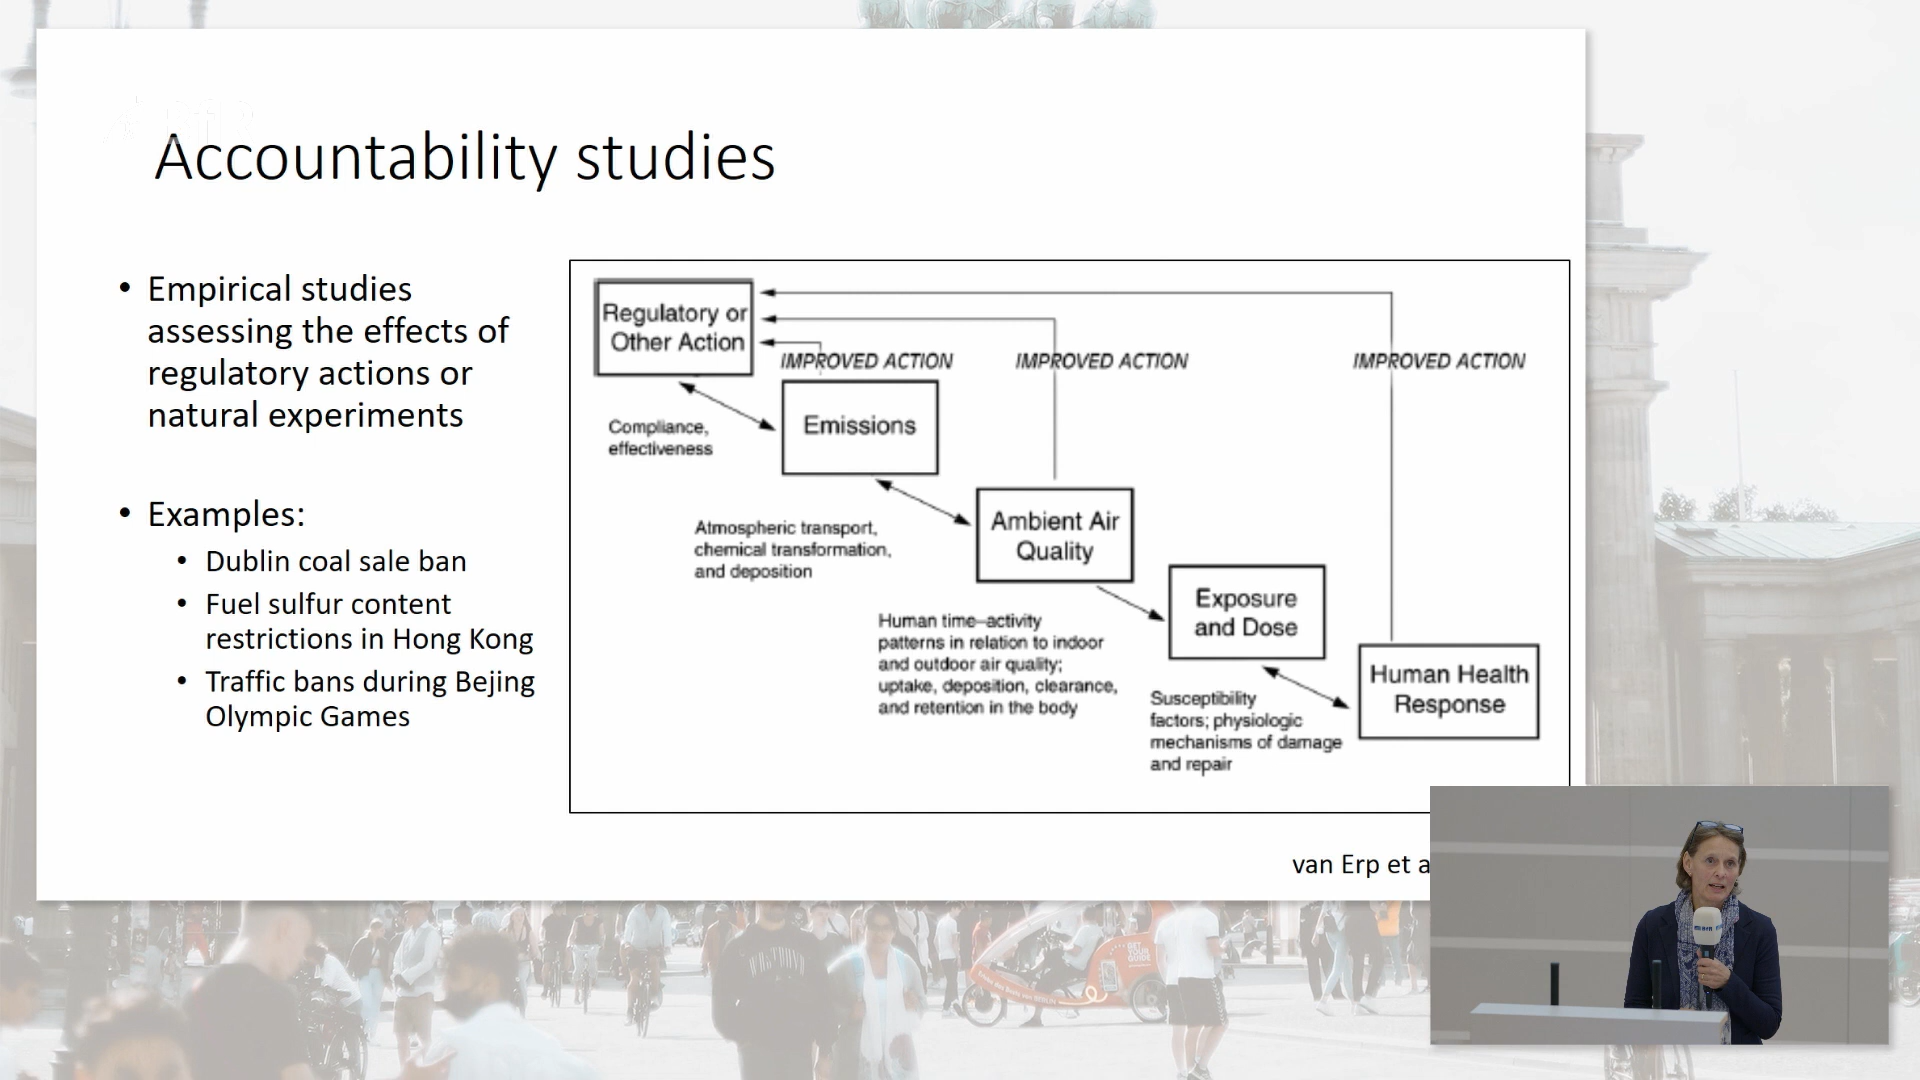 Accountability studies
• Empirical studies
assessing the effects of
regulatory actions or
natural experiments
• Examples:
• Dublin coal sale ban
• Fuel sulfur content
restrictions in Hong Kong
• Traffic bans during Bejing
Olympic Games
Regulatory or
Other Action
IMPROVED ACTION
IMPROVED ACTION
IMPROVED ACTION
Emissions
Compliance,
effectiveness
Ambient Air
Quality
Atmospheric transport,
chemical transformation,
and deposition
Exposure
and Dose
Human time–activity
patterns in relation to indoor
and outdoor air quality;
uptake, deposition, clearance,
and retention in the body
Human Health
Response
Susceptibility
factors; physiologic
mechanisms of damage
and repair
van Erp et a
GET
YOUR
GUIDE